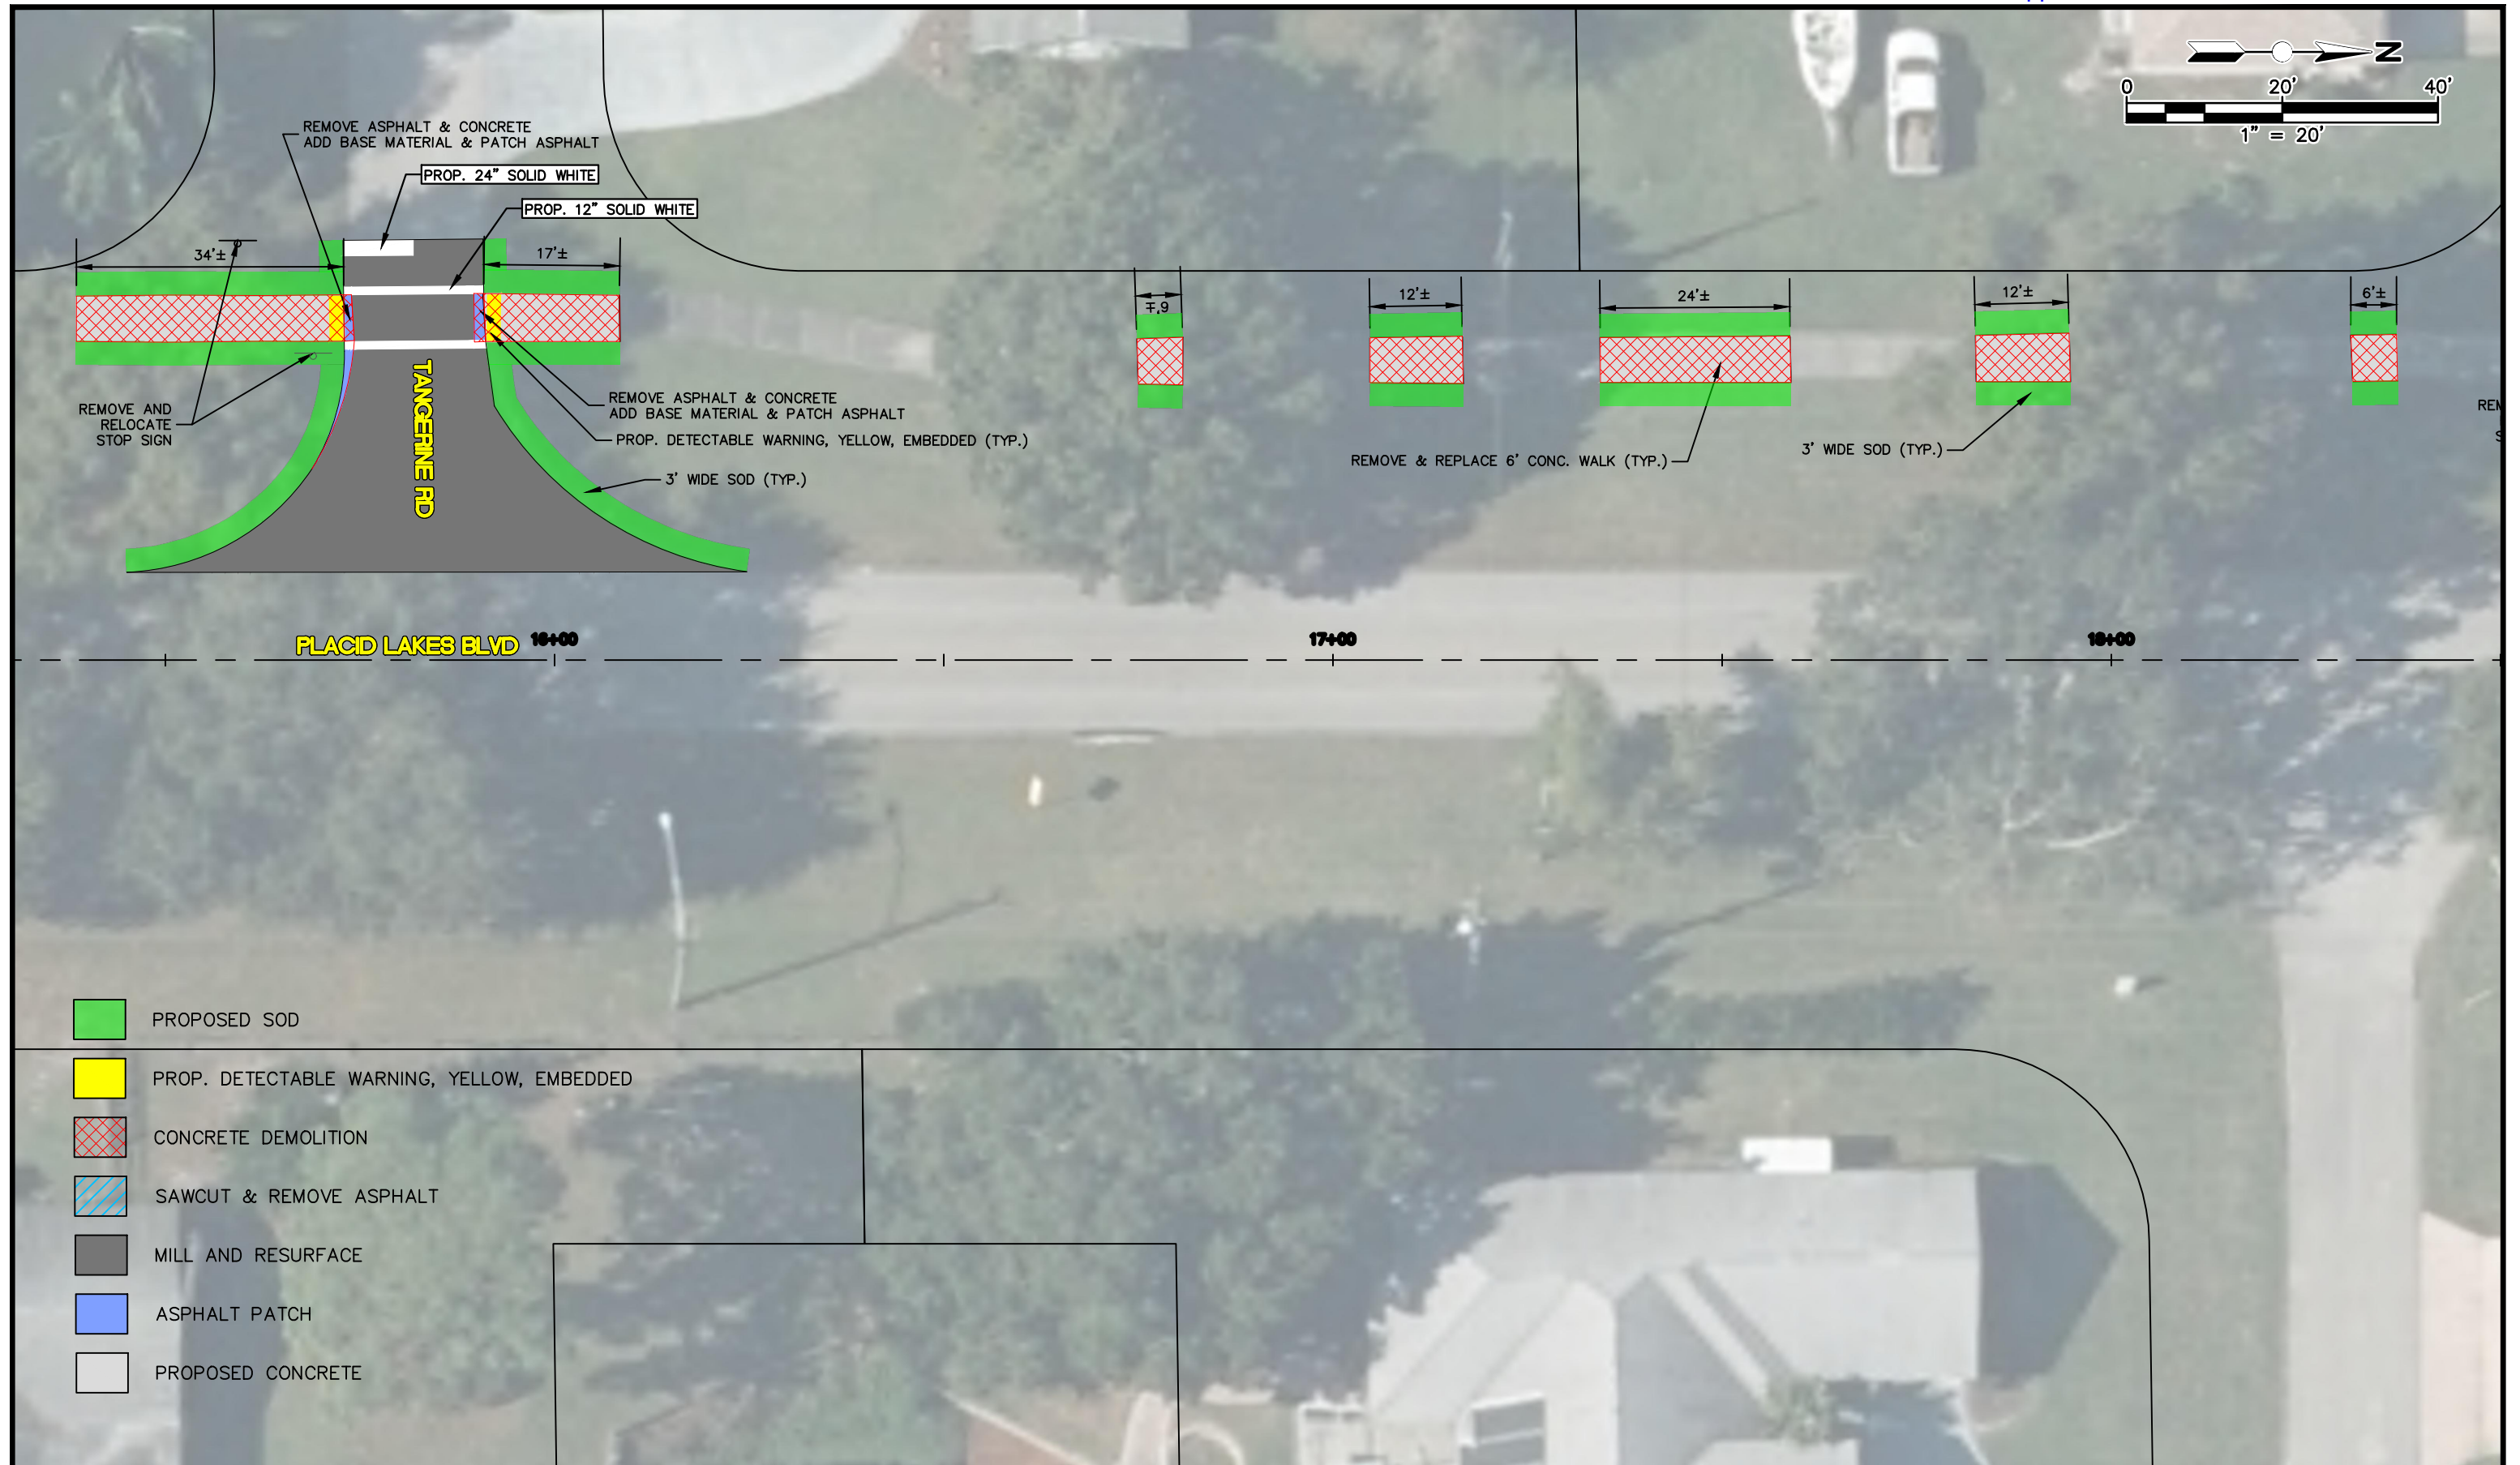 N
0 20' 40'
1" = 20'
REMOVE ASPHALT & CONCRETE
ADD BASE MATERIAL & PATCH ASPHALT
PROP. 24" SOLID WHITE
PROP. 12" SOLID WHITE
34'±
17'±
6'±
12'±
24'±
12'±
6'±
TANGERINE RD
REMOVE AND
RELOCATE
STOP SIGN
REMOVE ASPHALT & CONCRETE
ADD BASE MATERIAL & PATCH ASPHALT
PROP. DETECTABLE WARNING, YELLOW, EMBEDDED (TYP.)
3' WIDE SOD (TYP.)
REMOVE & REPLACE 6' CONC. WALK (TYP.)
3' WIDE SOD (TYP.)
PLACID LAKES BLVD
16+00
17+00
18+00
PROPOSED SOD
PROP. DETECTABLE WARNING, YELLOW, EMBEDDED
CONCRETE DEMOLITION
SAWCUT & REMOVE ASPHALT
MILL AND RESURFACE
ASPHALT PATCH
PROPOSED CONCRETE